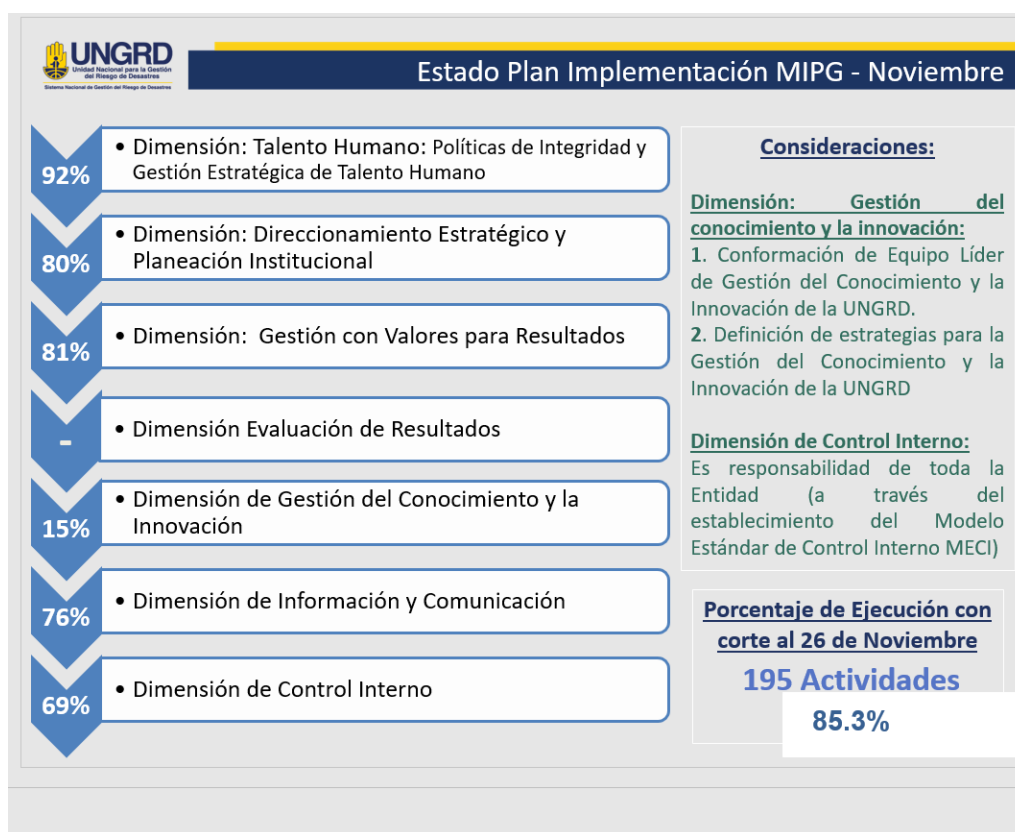 UNGRD
Unidad Nacional para la Gestión
del Riesgo de Desastres
Sistema Nacional de Gestión del Riesgo de Desastres
Estado Plan Implementación MIPG - Noviembre
92%
• Dimensión: Talento Humano: Políticas de Integridad y
Gestión Estratégica de Talento Humano
80%
• Dimensión: Direccionamiento Estratégico y
Planeación Institucional
81%
• Dimensión: Gestión con Valores para Resultados
-
• Dimensión Evaluación de Resultados
15%
• Dimensión de Gestión del Conocimiento y la
Innovación
76%
• Dimensión de Información y Comunicación
69%
• Dimensión de Control Interno
Consideraciones:
Dimensión: Gestión del
conocimiento y la innovación:
1. Conformación de Equipo Líder
de Gestión del Conocimiento y la
Innovación de la UNGRD.
2. Definición de estrategias para la
Gestión del Conocimiento y la
Innovación de la UNGRD
Dimensión de Control Interno:
Es responsabilidad de toda la
Entidad (a través del
establecimiento del Modelo
Estándar de Control Interno MECI)
Porcentaje de Ejecución con
corte al 26 de Noviembre
195 Actividades
85.3%